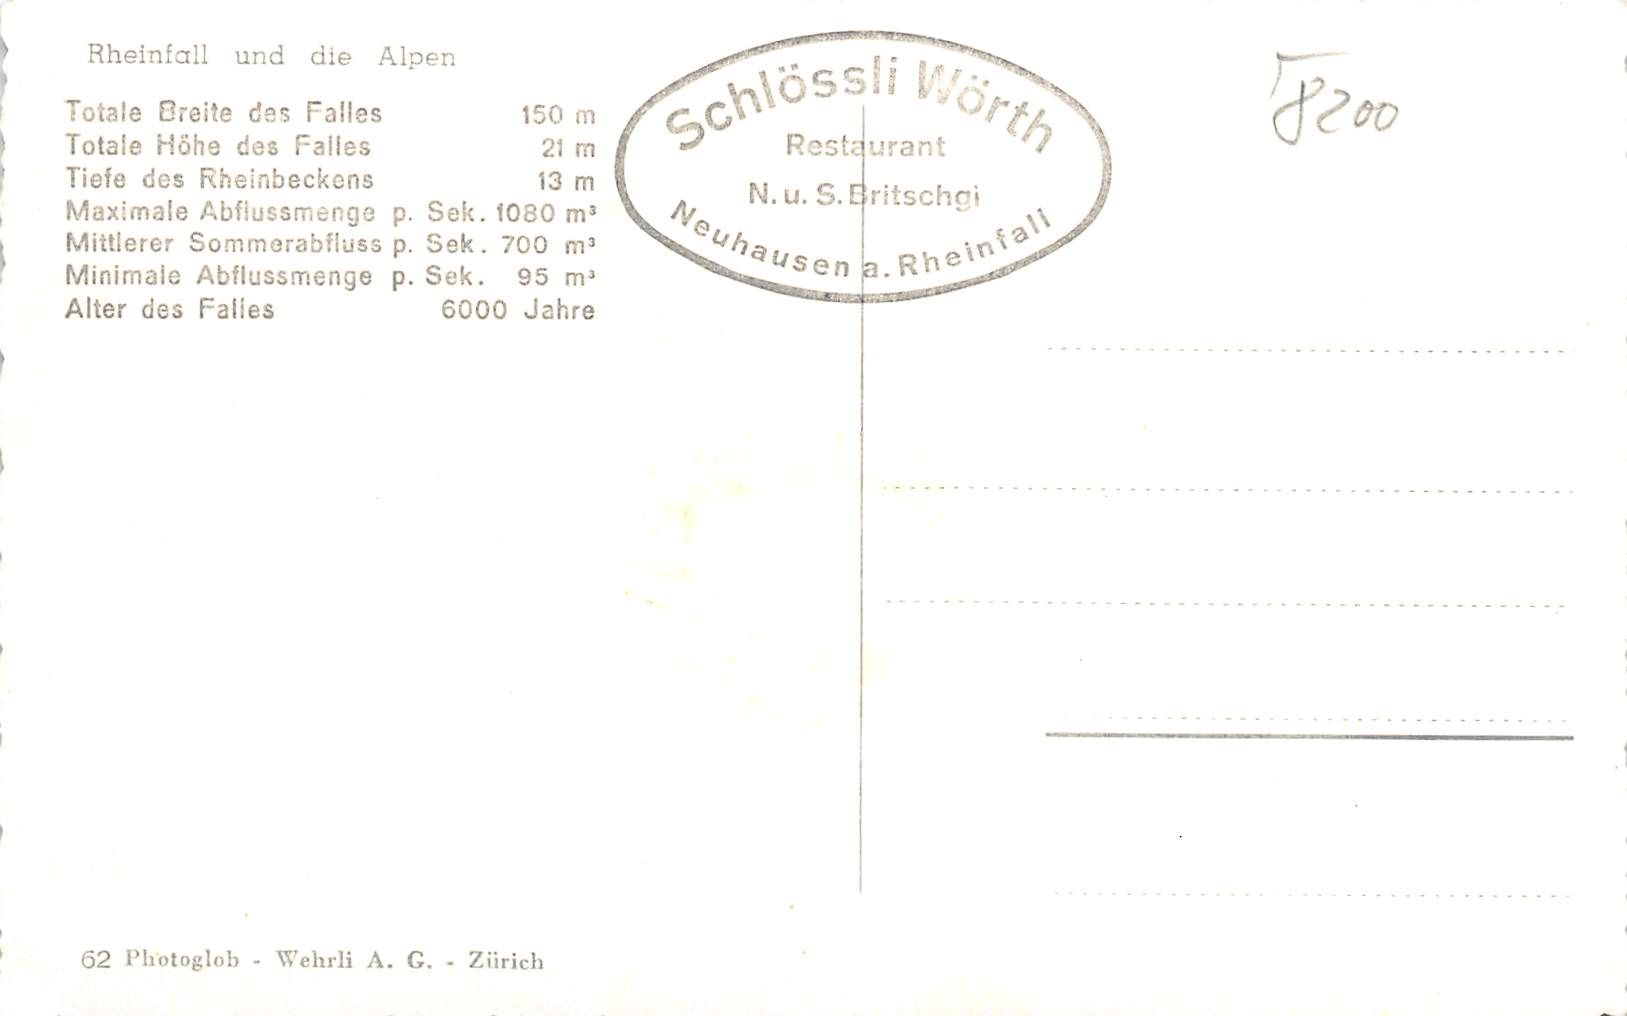 Rheinfall und die Alpen
Totale Breite des Falles 150 m
Totale Höhe des Falles 21 m
Tiefe des Rheinbeckens 13 m
Maximale Abflussmenge p. Sek. 1080 m³
Mittlerer Sommerabfluss p. Sek. 700 m³
Minimale Abflussmenge p. Sek. 95 m³
Alter des Falles 6000 Jahre
Schlössli Wörth
Restaurant
N. u. S. Britschgi
Neuhausen a. Rheinfall
8200
62 Photoglob - Wehrli A. G. - Zürich